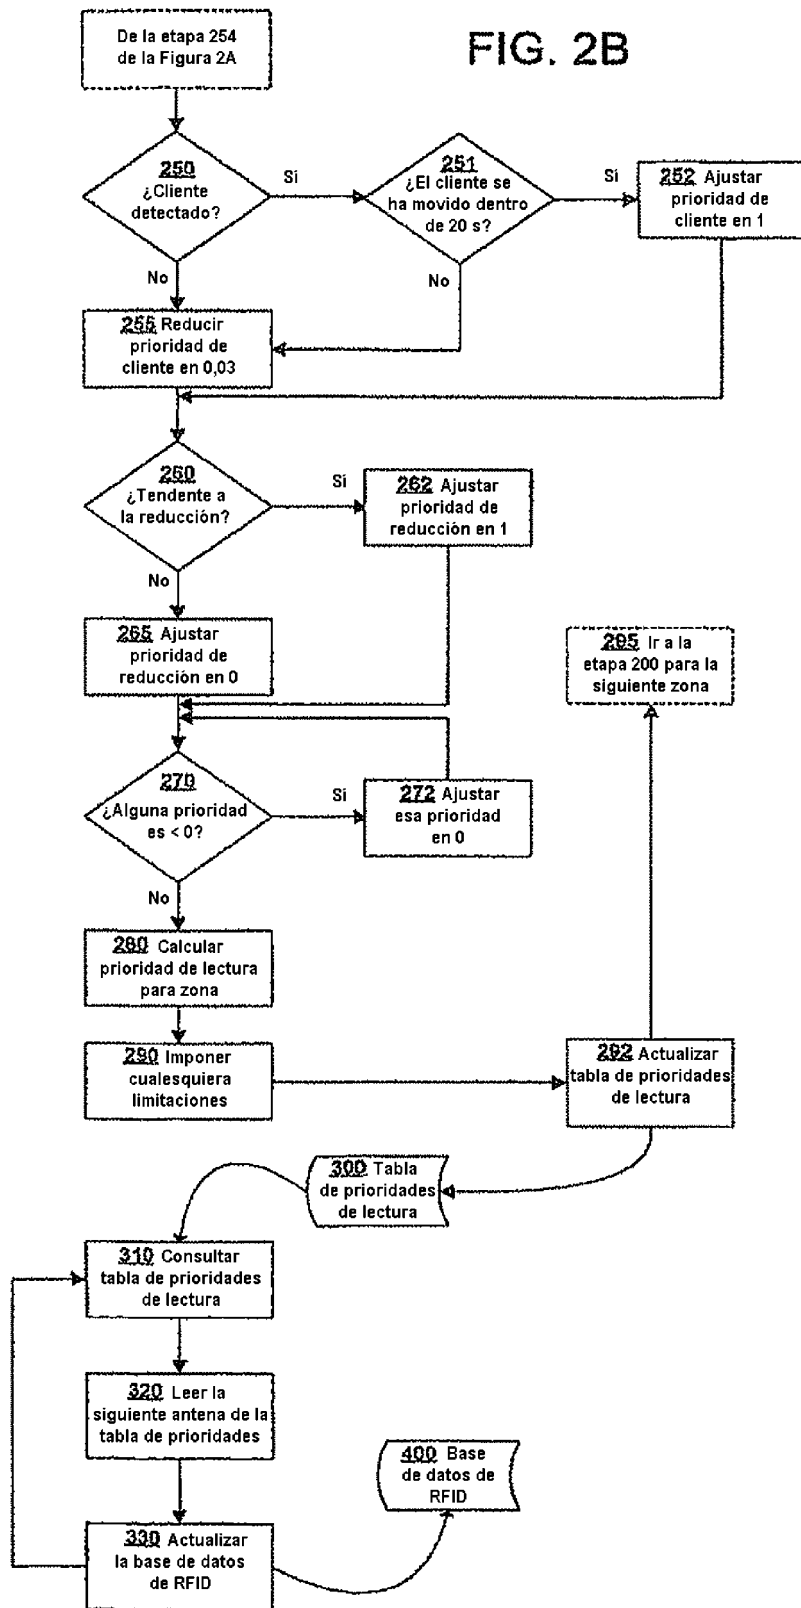 FIG. 2B
De la etapa 254
de la Figura 2A
250
¿Cliente
detectado?
Sí
251
¿El cliente se
ha movido dentro
de 20 s?
Sí
252 Ajustar
prioridad de
cliente en 1
No
No
255 Reducir
prioridad de
cliente en 0,03
260
¿Tendente a
la reducción?
Sí
262 Ajustar
prioridad de
reducción en 1
No
265 Ajustar
prioridad de
reducción en 0
295 Ir a la
etapa 200 para la
siguiente zona
270
¿Alguna prioridad
es < 0?
Sí
272 Ajustar
esa prioridad
en 0
No
280 Calcular
prioridad de lectura
para zona
290 Imponer
cualesquiera
limitaciones
292 Actualizar
tabla de prioridades
de lectura
300 Tabla
de prioridades
de lectura
310 Consultar
tabla de prioridades
de lectura
320 Leer la
siguiente antena de la
tabla de prioridades
400 Base
de datos de
RFID
330 Actualizar
la base de datos
de RFID